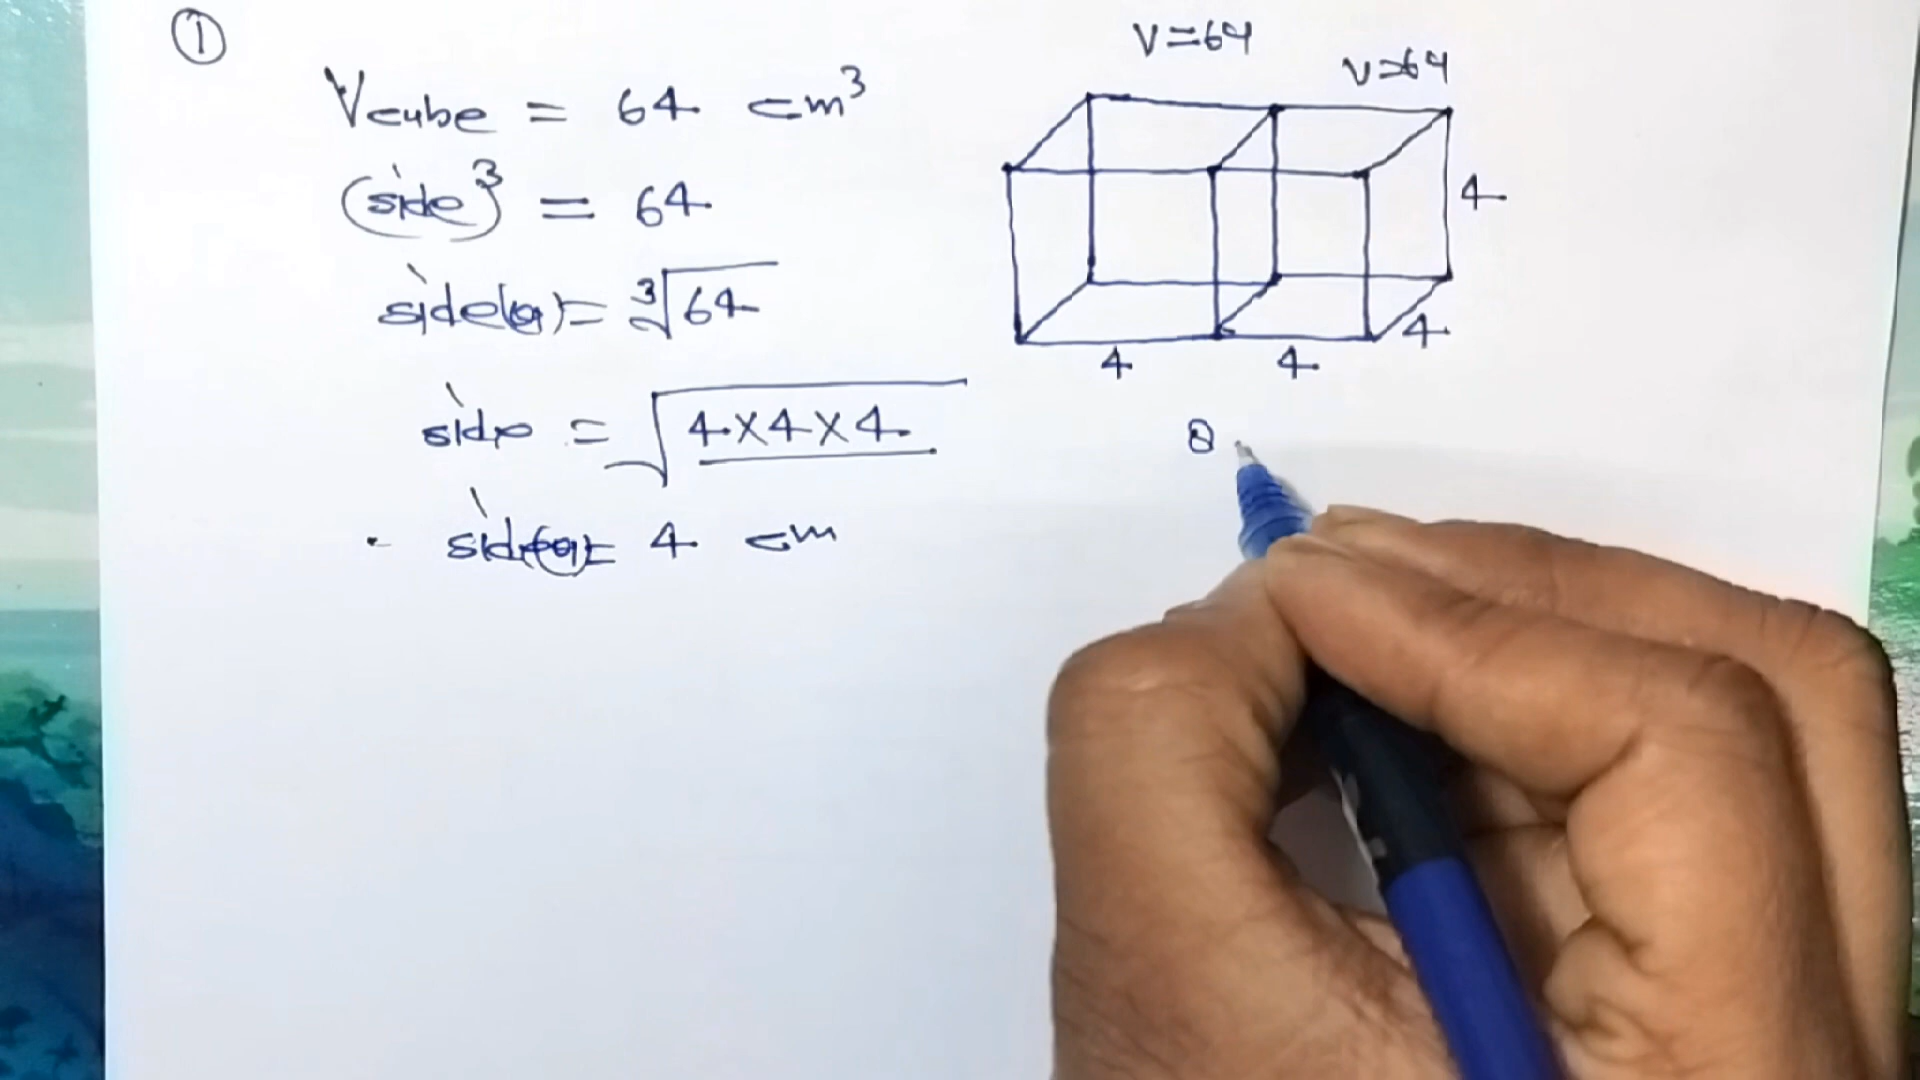 ①
Vcube = 64 cm³
(side)³ = 64
side(a) = ³√64
side = √4×4×4
side(a) = 4 cm
V=64
V=64
4
4
4
4
8